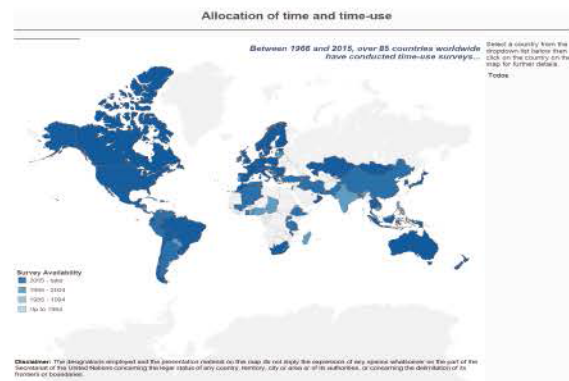 Allocation of time and time-use
Between 1966 and 2015, over 85 countries worldwide
have conducted time-use surveys...
Select a country from the
dropdown list below then
click on the country on the
map for further details.
Todos
Survey Availability
2005 - later
1995 - 2004
1985 - 1994
Up to 1984
Disclaimer: The designations employed and the presentation material on this map do not imply the expression of any species whatsoever on the part of the
Secretariat of the United Nations concerning the legal status of any country, territory, city or area or of its authorities, or concerning the delimitation of its
frontiers or boundaries.